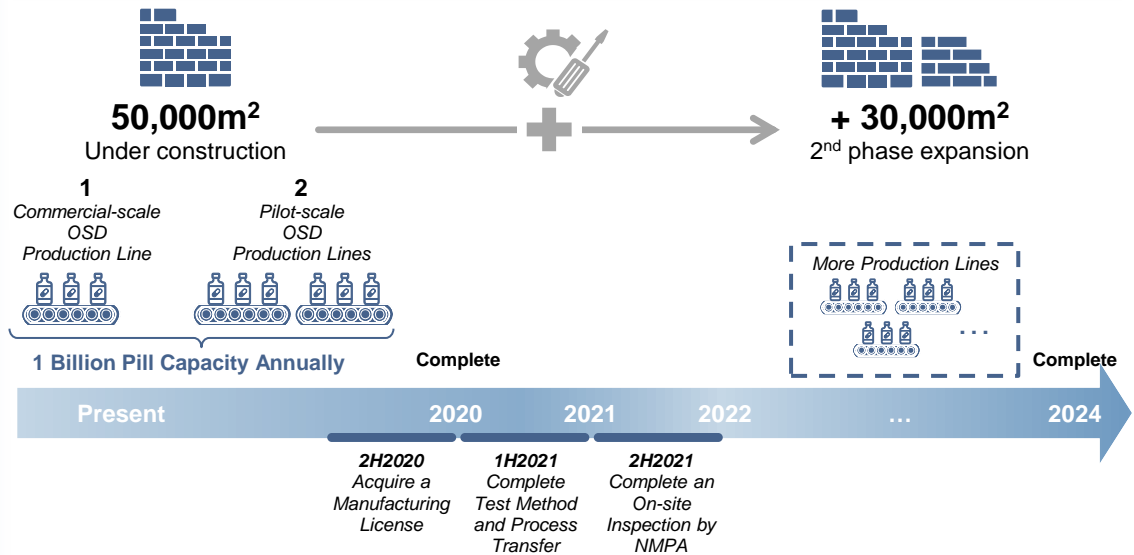 50,000m²
Under construction
+ 30,000m²
2nd phase expansion
1
Commercial-scale
OSD
Production Line
2
Pilot-scale
OSD
Production Lines
1 Billion Pill Capacity Annually
Complete
More Production Lines
...
Complete
Present
2020
2021
2022
...
2024
2H2020
Acquire a
Manufacturing
License
1H2021
Complete
Test Method
and Process
Transfer
2H2021
Complete an
On-site
Inspection by
NMPA